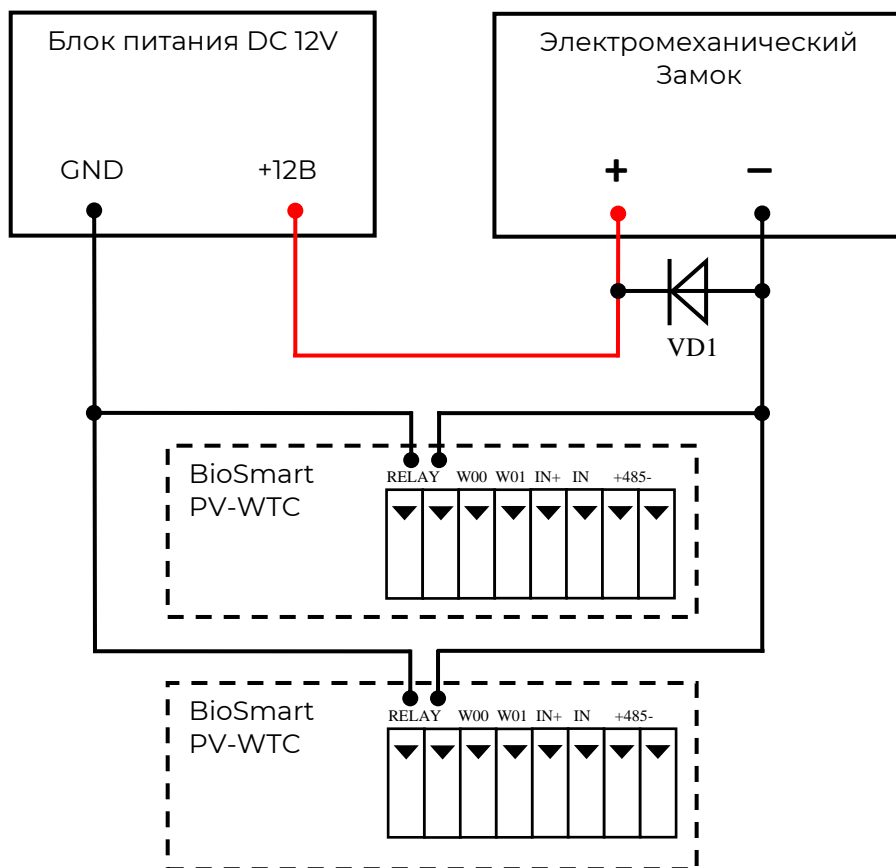 Блок питания DC 12V
GND
+12В
Электромеханический
Замок
+
−
VD1
BioSmart
PV-WTC
RELAY W00 W01 IN+ IN +485-
BioSmart
PV-WTC
RELAY W00 W01 IN+ IN +485-